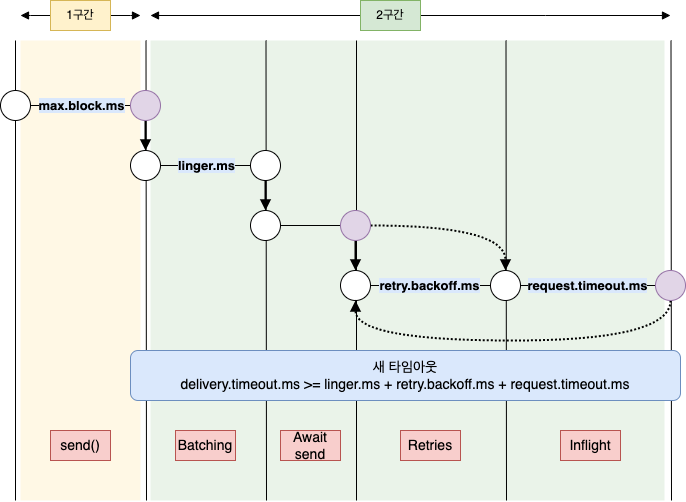 1구간
2구간
max.block.ms
linger.ms
retry.backoff.ms
request.timeout.ms
새 타임아웃
delivery.timeout.ms >= linger.ms + retry.backoff.ms + request.timeout.ms
send()
Batching
Await
send
Retries
Inflight